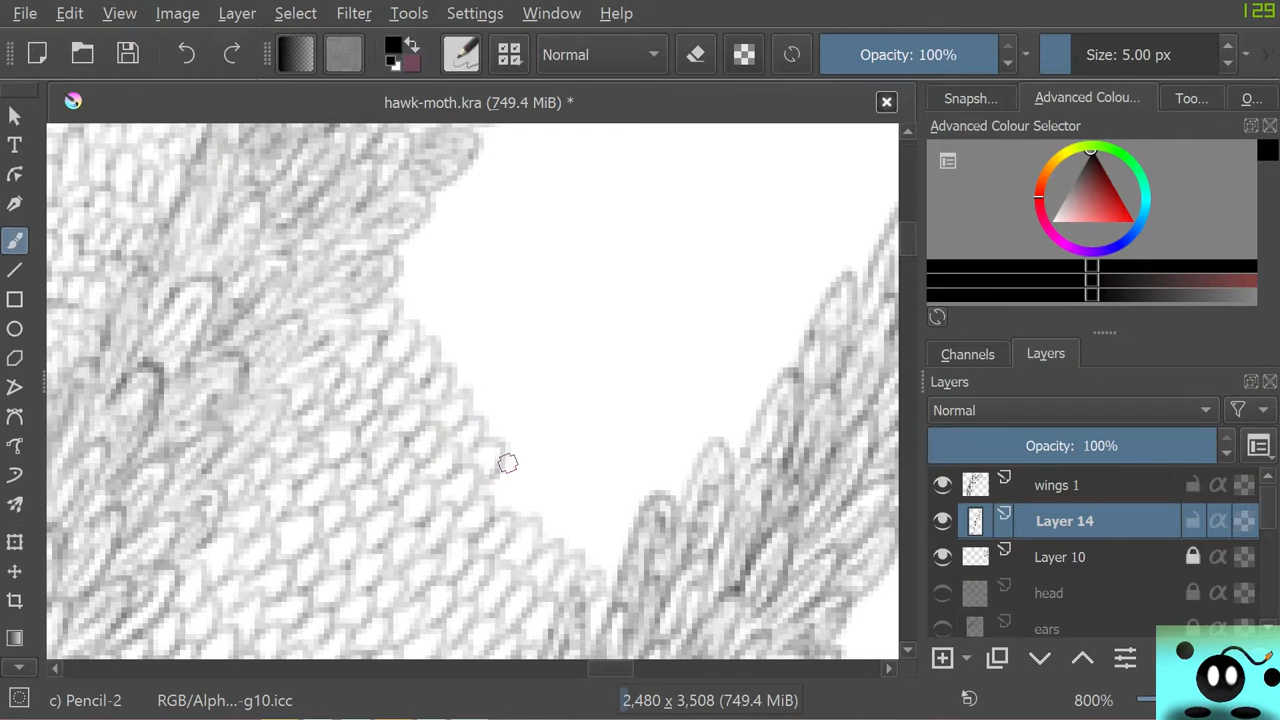 File Edit View Image Layer Select Filter Tools Settings Window Help
129
Normal
Opacity: 100%
Size: 5.00 px
hawk-moth.kra (749.4 MiB) *
Snapsh... Advanced Colou... Too... O...
Advanced Colour Selector
Channels Layers
Layers
Normal
Opacity: 100%
wings 1
Layer 14
Layer 10
head
ears
c) Pencil-2
RGB/Alph...-g10.icc
2,480 x 3,508 (749.4 MiB)
800%